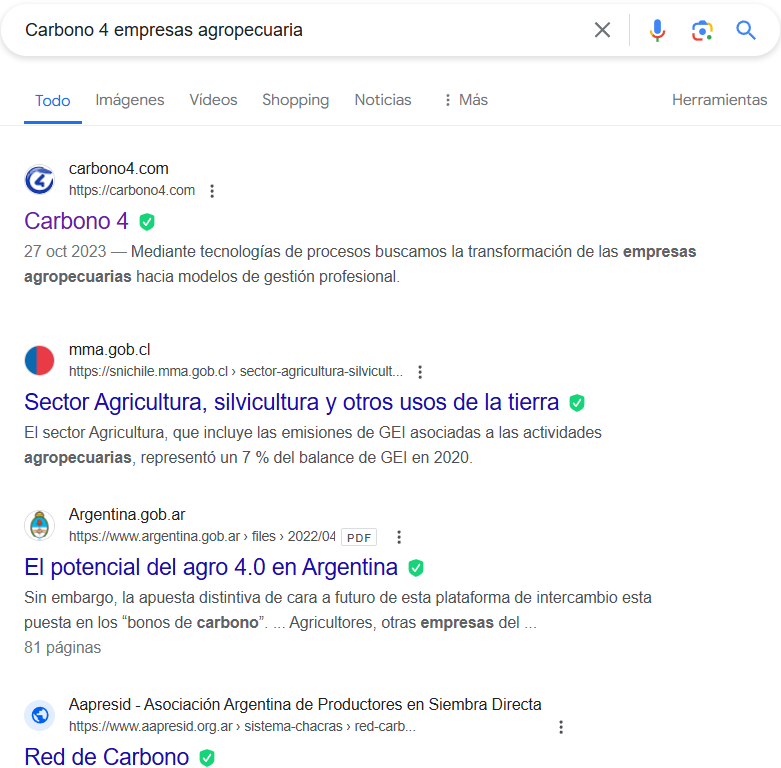 Carbono 4 empresas agropecuaria
Todo Imágenes Vídeos Shopping Noticias Más Herramientas
carbono4.com
https://carbono4.com
Carbono 4
27 oct 2023 — Mediante tecnologías de procesos buscamos la transformación de las empresas
agropecuarias hacia modelos de gestión profesional.
mma.gob.cl
https://snichile.mma.gob.cl › sector-agricultura-silvicult...
Sector Agricultura, silvicultura y otros usos de la tierra
El sector Agricultura, que incluye las emisiones de GEI asociadas a las actividades
agropecuarias, representó un 7 % del balance de GEI en 2020.
Argentina.gob.ar
https://www.argentina.gob.ar › files › 2022/04 PDF
El potencial del agro 4.0 en Argentina
Sin embargo, la apuesta distintiva de cara a futuro de esta plataforma de intercambio esta
puesta en los “bonos de carbono”. ... Agricultores, otras empresas del ...
81 páginas
Aapresid - Asociación Argentina de Productores en Siembra Directa
https://www.aapresid.org.ar › sistema-chacras › red-carb...
Red de Carbono